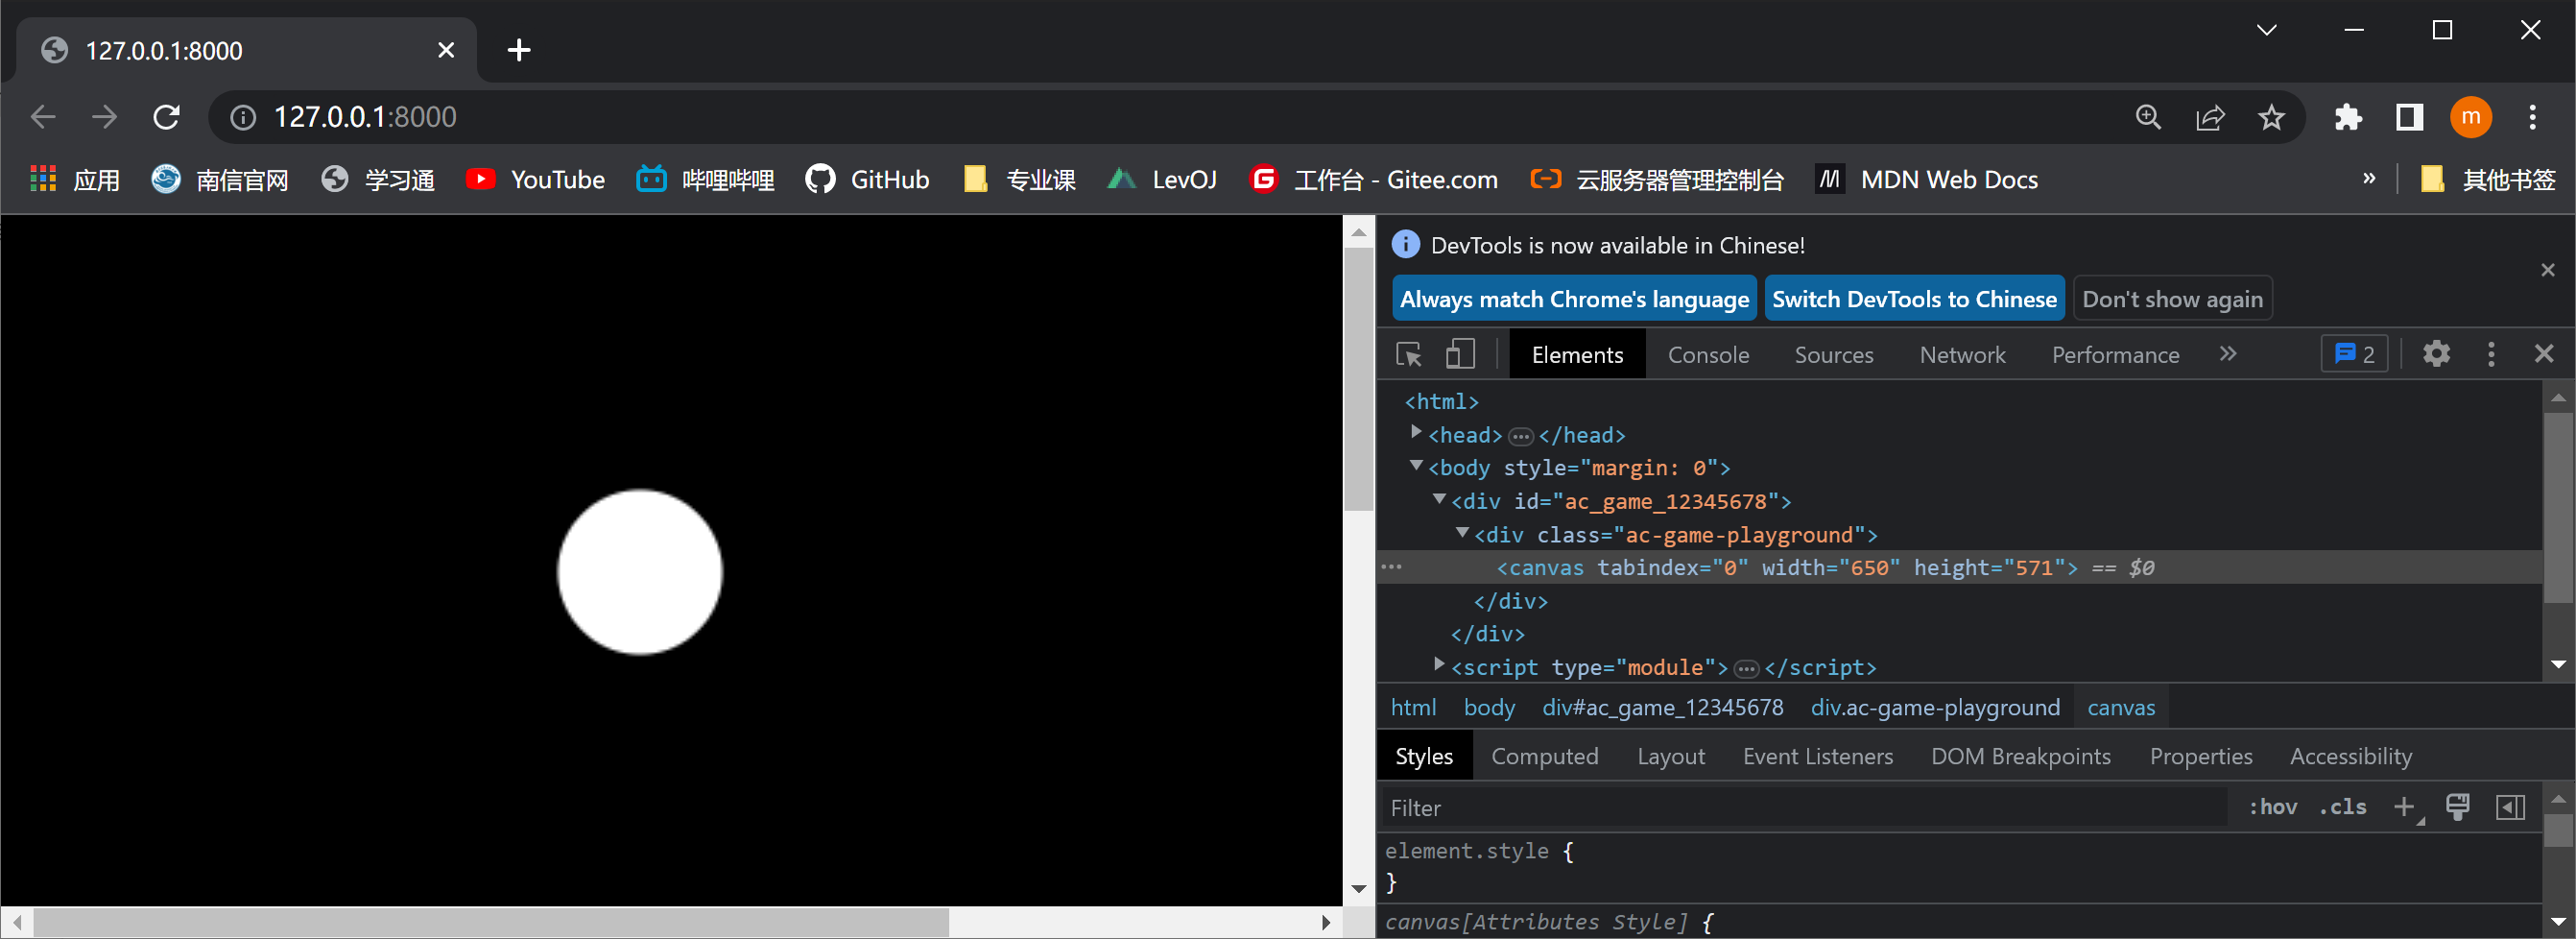 127.0.0.1:8000
127.0.0.1:8000
m
应用 南信官网 学习通 YouTube 哔哩哔哩 GitHub 专业课 LevOJ G 工作台 - Gitee.com 云服务器管理控制台 M MDN Web Docs » 其他书签
DevTools is now available in Chinese!
Always match Chrome's language Switch DevTools to Chinese Don't show again
Elements Console Sources Network Performance » 2
<html>
<head>…</head>
<body style="margin: 0">
<div id="ac_game_12345678">
<div class="ac-game-playground">
<canvas tabindex="0" width="650" height="571"> == $0
</div>
</div>
<script type="module">…</script>
html body div#ac_game_12345678 div.ac-game-playground canvas
Styles Computed Layout Event Listeners DOM Breakpoints Properties Accessibility
Filter :hov .cls
element.style {
}
canvas[Attributes Style] {